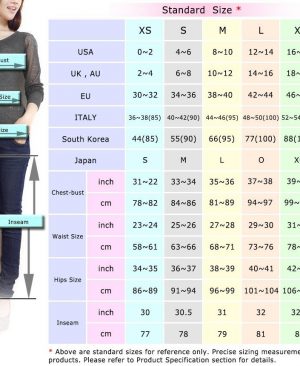 Standard Size *
XS S M L X
USA 0~2 4~6 8~10 12~14 16~
UK , AU 2~4 6~8 10~12 14~16 18~
EU 30~32 34~36 38~40 42~44 46~
ITALY 36~38(85) 40~42(90) 44~46(95) 48~50(100) 52~54
South Korea 44(85) 55(90) 66(95) 77(100) 88(1
Japan S M L O X
Bust
Chest-bust inch 31~22 33~34 35~36 37~38 39~
cm 78~82 84~86 89~94 94~97 99~
Size
Waist Size inch 23~24 25~26 27~28 29~30 31~
cm 58~61 63~66 68~71 73~76 78~
Size
Hips Size inch 34~35 36~37 38~39 40~41 42~
cm 86~89 91~94 96~99 101~104 106~
Inseam
Inseam inch 30 30.5 31 32
cm 77 78 79 81 8
* Above are standard sizes for reference only. Precise sizing measurem
products. Please refer to Product Specification section of this page
for details.